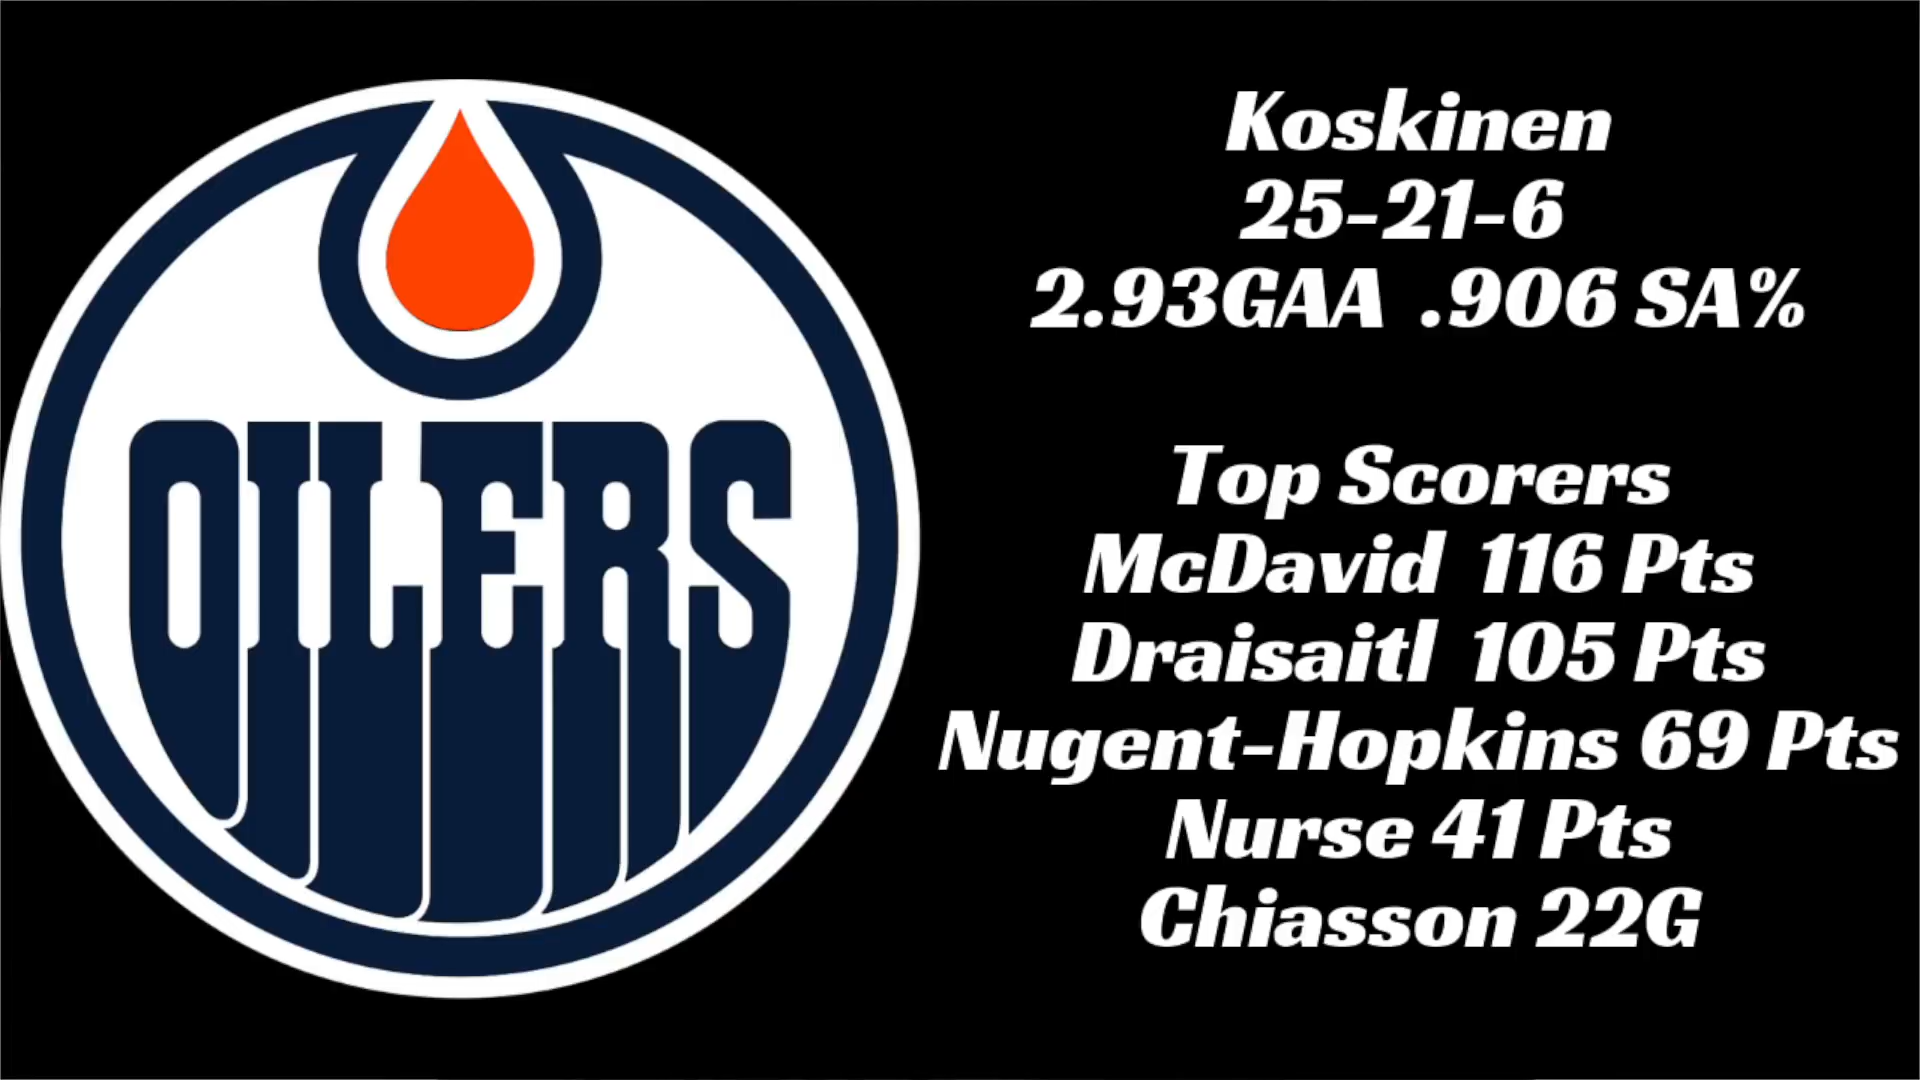 OILERS
Koskinen
25-21-6
2.93GAA .906 SA%
Top Scorers
McDavid 116 Pts
Draisaitl 105 Pts
Nugent-Hopkins 69 Pts
Nurse 41 Pts
Chiasson 22G